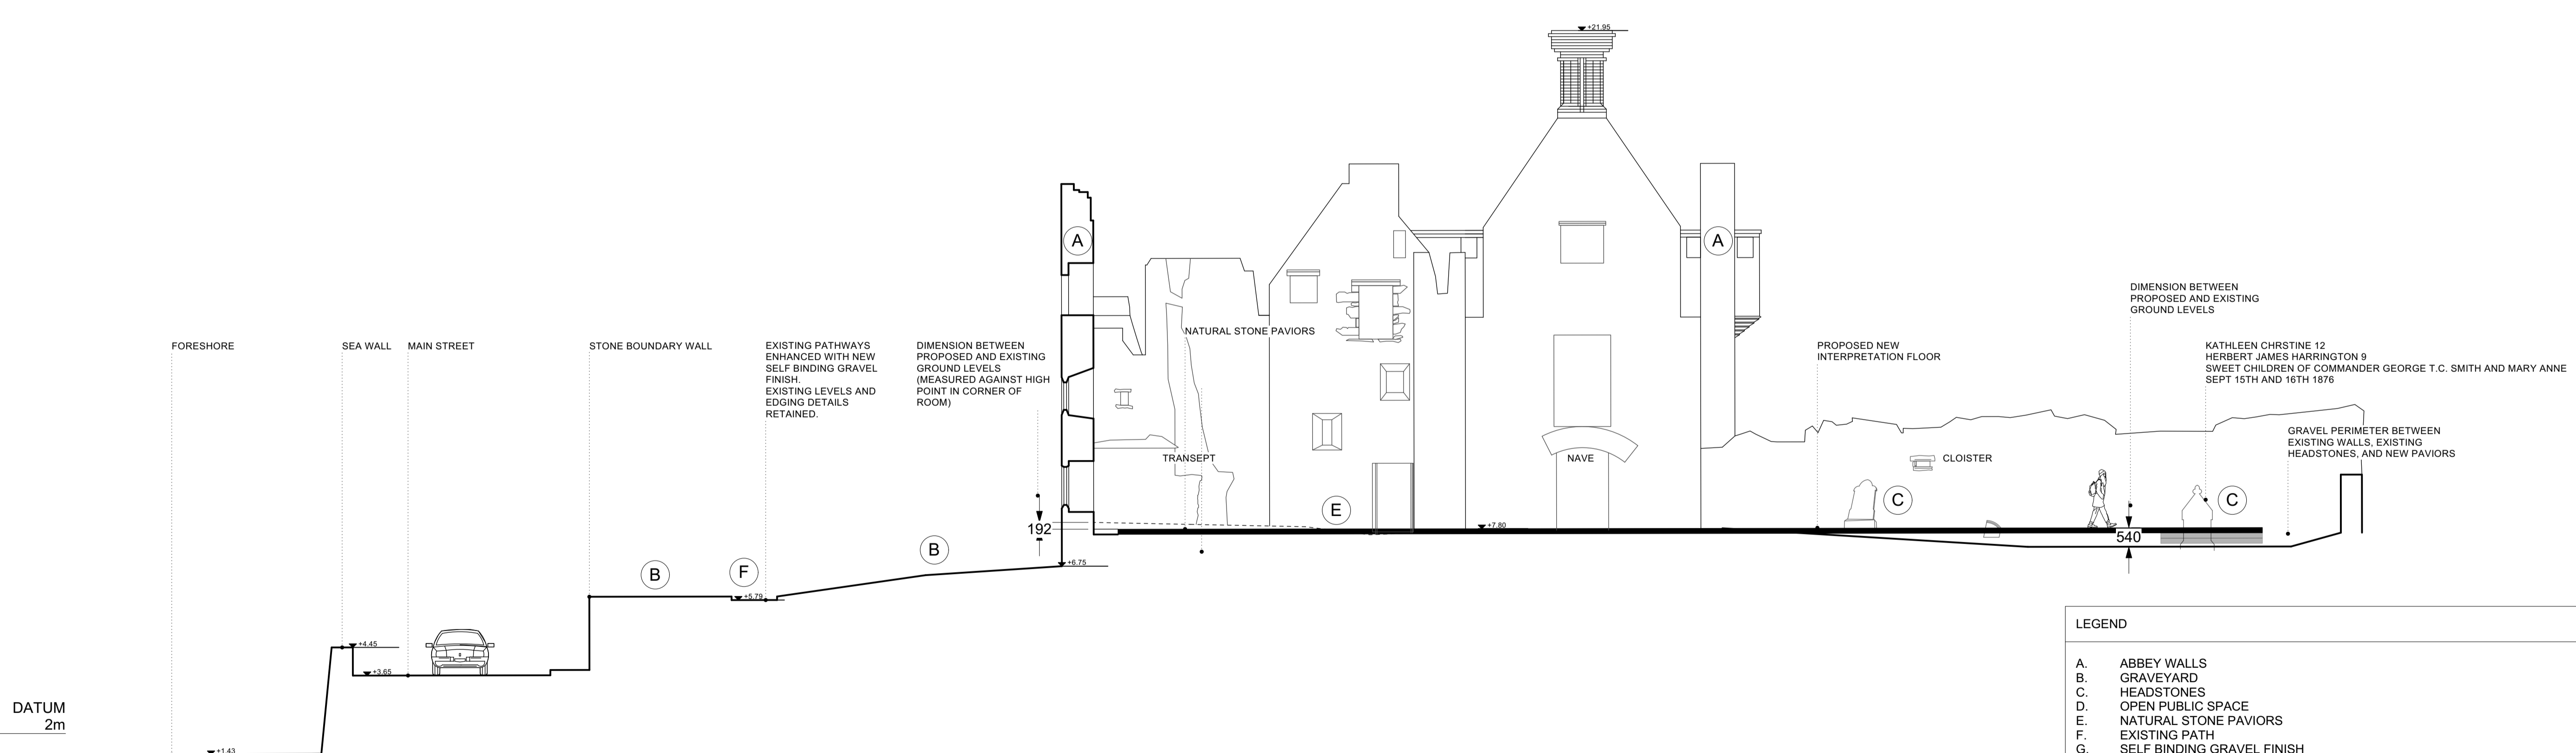 +21.95
A
A
DIMENSION BETWEEN
PROPOSED AND EXISTING
GROUND LEVELS
NATURAL STONE PAVIORS
FORESHORE
SEA WALL
MAIN STREET
STONE BOUNDARY WALL
EXISTING PATHWAYS
ENHANCED WITH NEW
SELF BINDING GRAVEL
FINISH.
EXISTING LEVELS AND
EDGING DETAILS
RETAINED.
DIMENSION BETWEEN
PROPOSED AND EXISTING
GROUND LEVELS
(MEASURED AGAINST HIGH
POINT IN CORNER OF
ROOM)
PROPOSED NEW
INTERPRETATION FLOOR
KATHLEEN CHRSTINE 12
HERBERT JAMES HARRINGTON 9
SWEET CHILDREN OF COMMANDER GEORGE T.C. SMITH AND MARY ANNE
SEPT 15TH AND 16TH 1876
GRAVEL PERIMETER BETWEEN
EXISTING WALLS, EXISTING
HEADSTONES, AND NEW PAVIORS
TRANSEPT
NAVE
CLOISTER
C
C
E
192
+7.80
540
B
+6.75
B
F
+5.79
+4.45
+3.65
+1.43
DATUM
2m
LEGEND
A. ABBEY WALLS
B. GRAVEYARD
C. HEADSTONES
D. OPEN PUBLIC SPACE
E. NATURAL STONE PAVIORS
F. EXISTING PATH
G. SELF BINDING GRAVEL FINISH